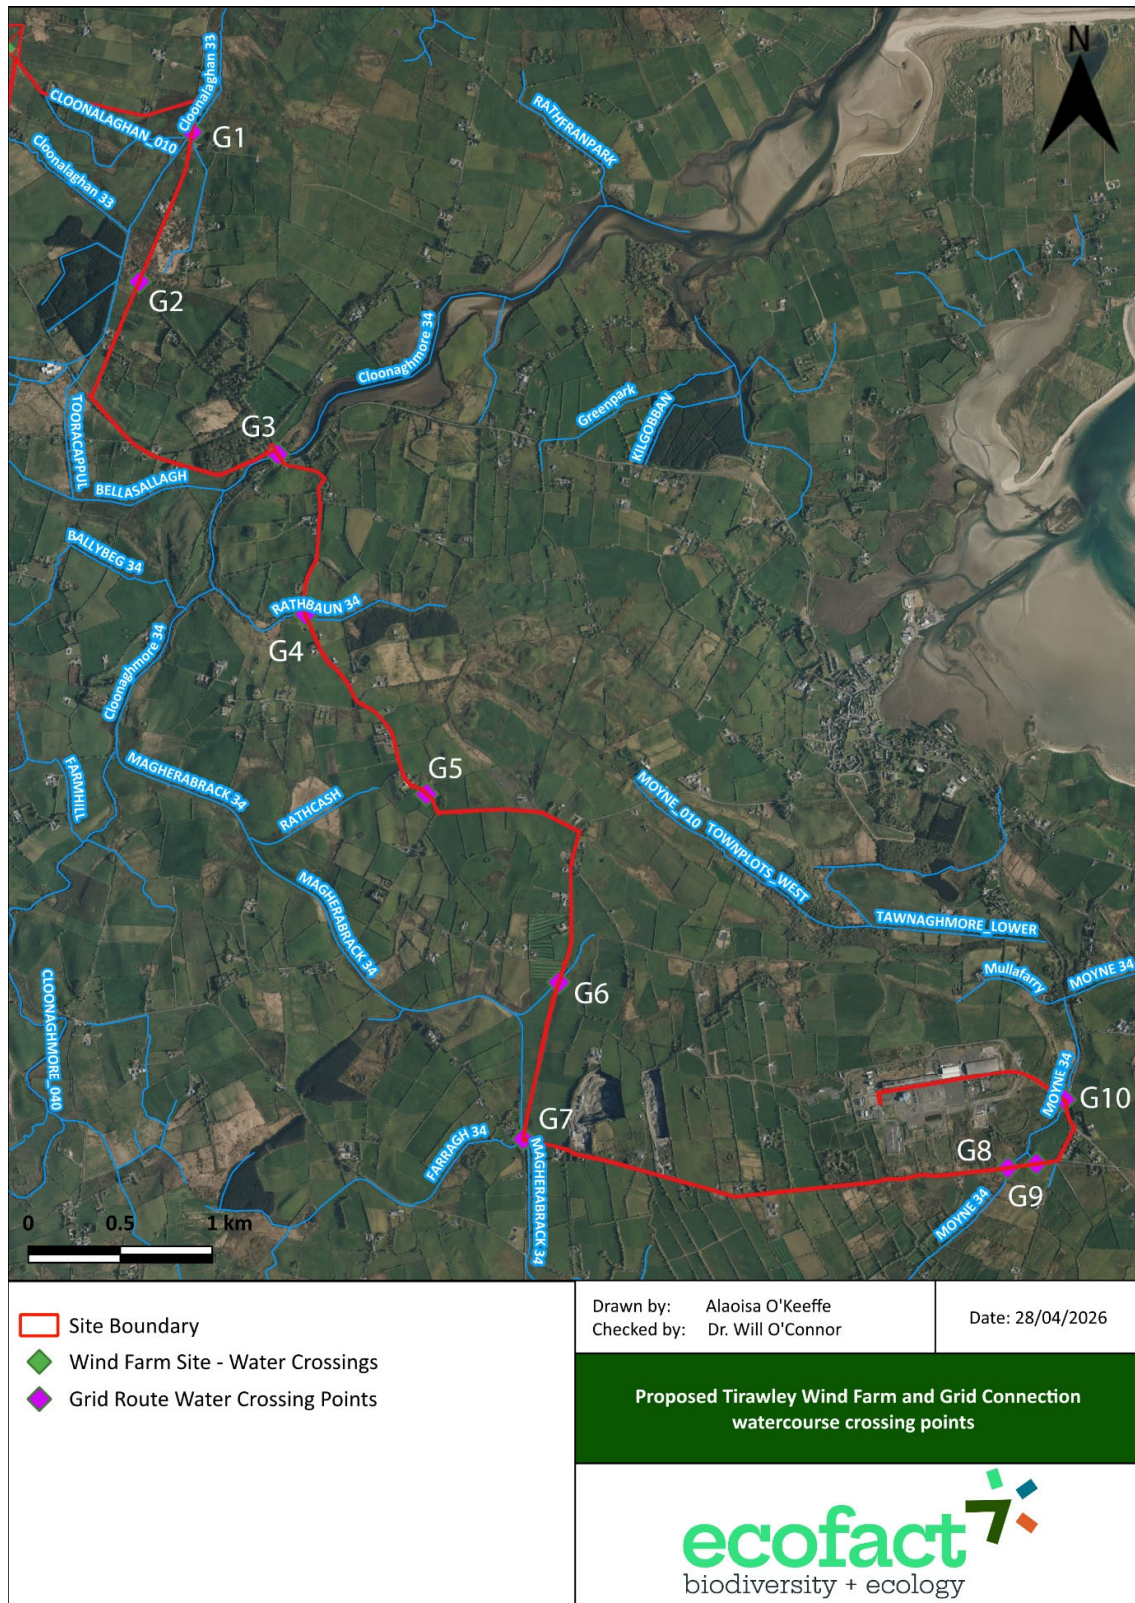 N
Cloonalaghan 33
CLOONALAGHAN_010
G1
RATHFRANPARK
Cloonalaghan 33
G2
Cloonaghmore 34
Greenpark
KILGOBBAN
TOORACAPPUL
G3
BELLASALLAGH
BALLYBEG 34
RATHBAUN 34
G4
Cloonaghmore 34
FARMHILL
MAGHERABRACK 34
G5
RATHCASH
MOYNE_010
TOWNPLOTS_WEST
MAGHERABRACK 34
TAWNAGHMORE_LOWER
Mullafarry
MOYNE 34
CLOONAGHMORE_040
G6
MOYNE 34
G10
G7
FARRAGH 34
MAGHERABRACK 34
G8
G9
MOYNE 34
0 0.5 1 km
Site Boundary
Wind Farm Site - Water Crossings
Grid Route Water Crossing Points
Drawn by: Alaoisa O'Keeffe
Checked by: Dr. Will O'Connor
Date: 28/04/2026
Proposed Tirawley Wind Farm and Grid Connection
watercourse crossing points
ecofact
biodiversity + ecology